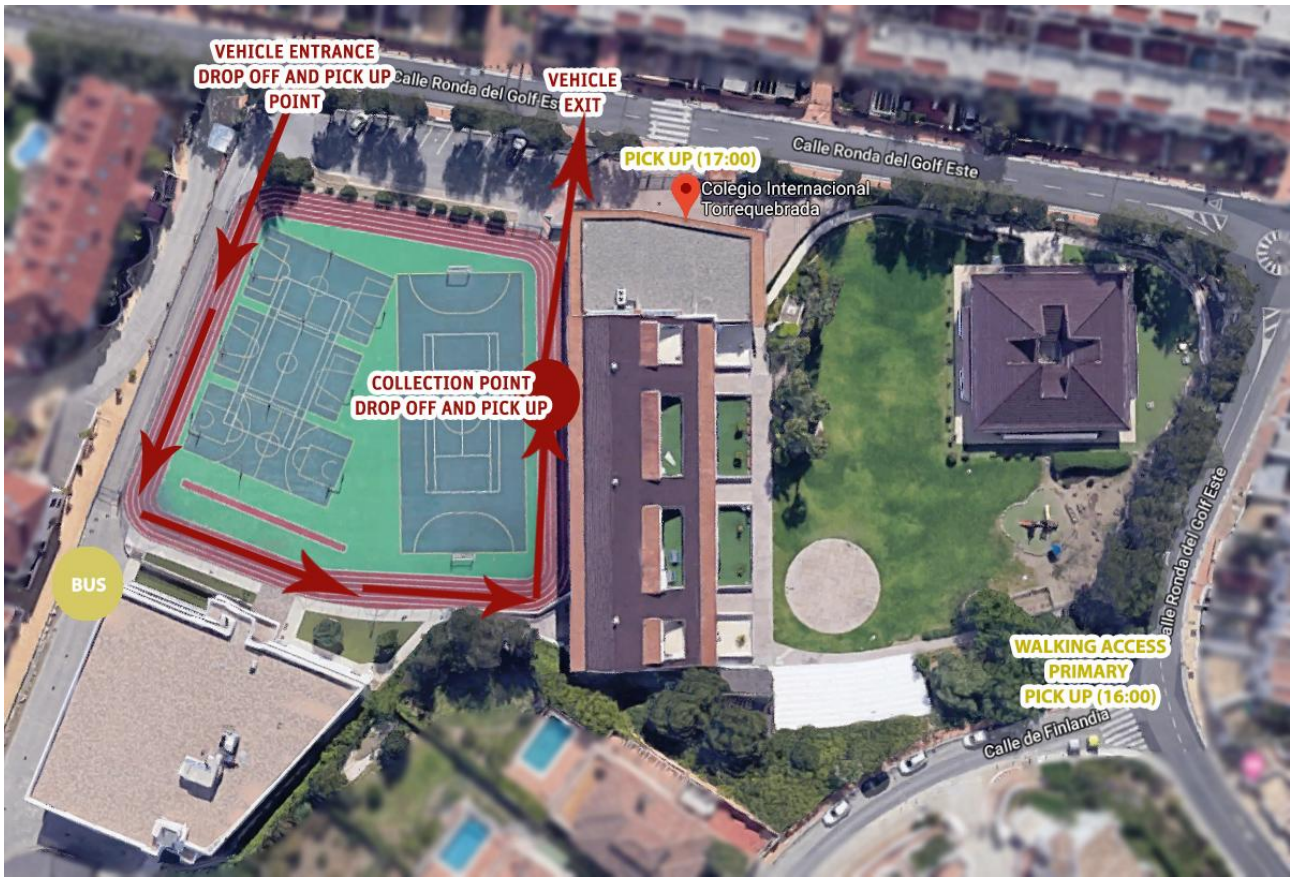 VEHICLE ENTRANCE
DROP OFF AND PICK UP
POINT
Calle Ronda del Golf Es
VEHICLE
EXIT
PICK UP (17:00)
Calle Ronda del Golf Este
Colegio Internacional
Torrequebrada
COLLECTION POINT
DROP OFF AND PICK UP
BUS
alle Ronda del Golf Este
WALKING ACCESS
PRIMARY
PICK UP (16:00)
Calle de Finlandia